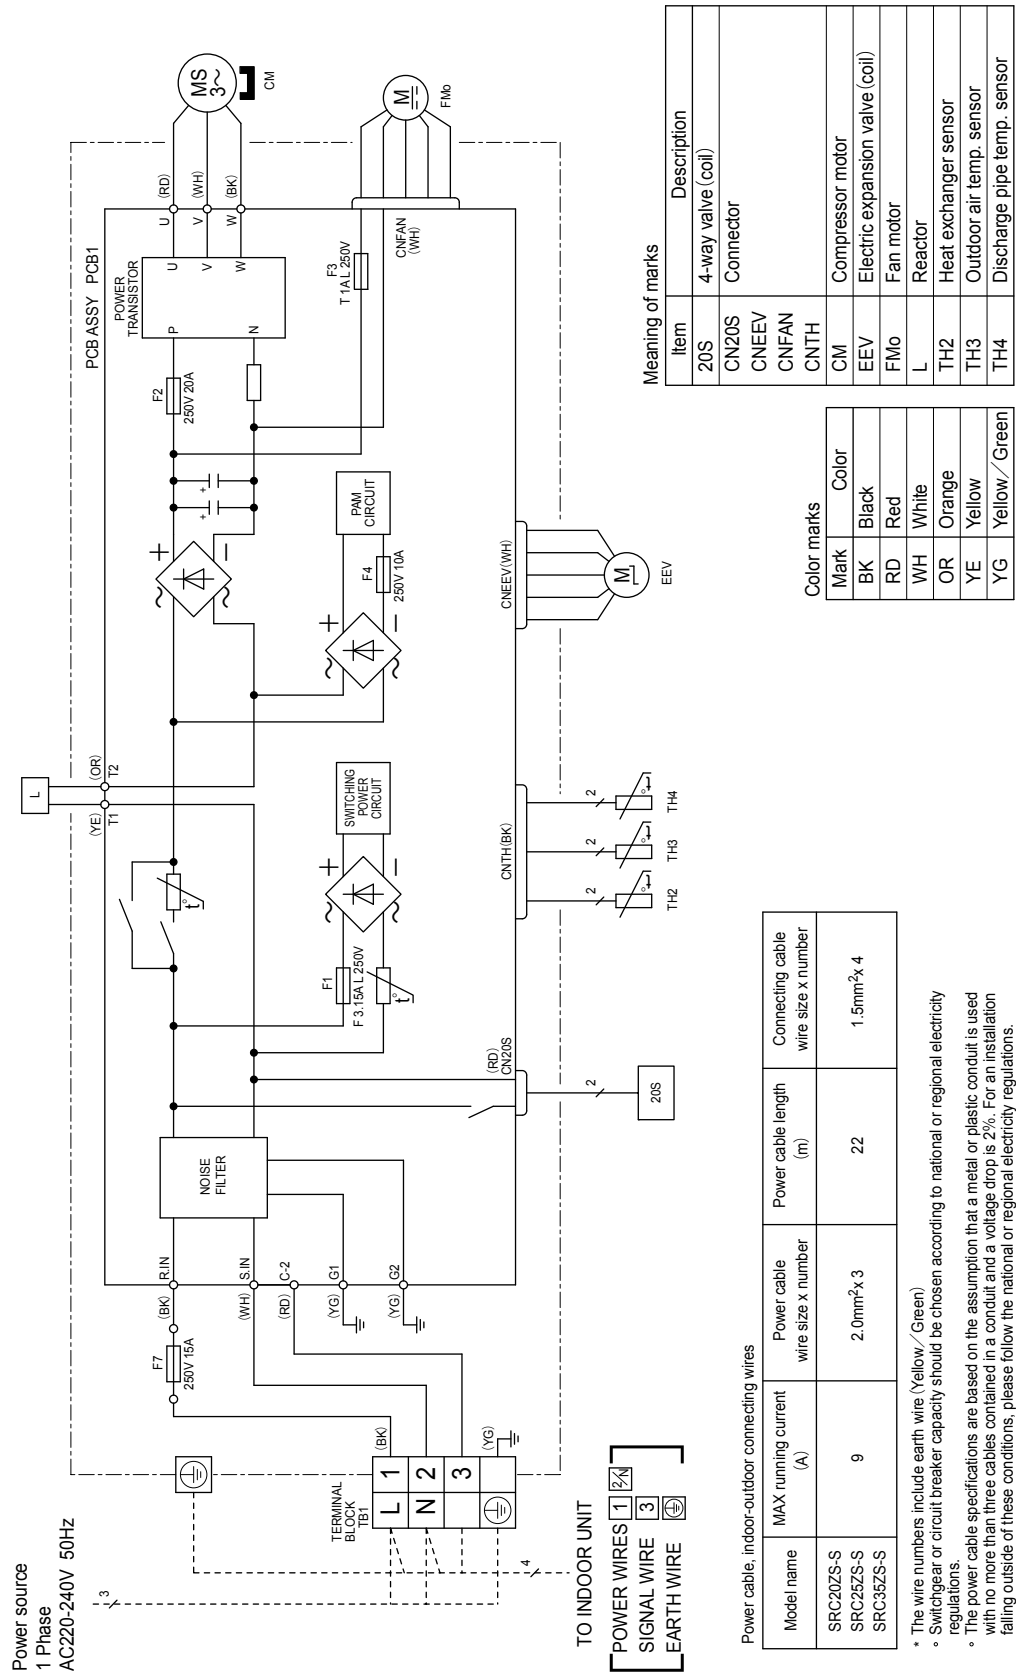 Power source
1 Phase
AC220-240V 50Hz
3
4
TO INDOOR UNIT
POWER WIRES 1 2/N
SIGNAL WIRE 3
EARTH WIRE
TERMINAL
BLOCK
TB1
L 1
N 2
3
(BK)
(YG)
F7
250V 15A
(BK)
R.IN
(WH)
S.IN
(RD)
C-2
(YG)
G1
(YG)
G2
NOISE
FILTER
(RD)
CN20S
2
20S
F1
F 3.15A L 250V
t°
t°
SWITCHING
POWER
CIRCUIT
+
−
~
~
L
(YE)
T1
(OR)
T2
CNTH(BK)
2
2
2
t°
t°
t°
TH2
TH3
TH4
+
−
~
~
F4
250V 10A
PAM
CIRCUIT
+
−
~
~
+
+
CNEEV(WH)
M
EEV
F2
250V 20A
PCB ASSY PCB1
POWER
TRANSISTOR
P
N
U
V
W
U
V
W
(RD)
(WH)
(BK)
MS
3~
CM
F3
T 1A L 250V
CNFAN
(WH)
M
FMo
Power cable, indoor-outdoor connecting wires
Model name
MAX running current
(A)
Power cable
wire size x number
Power cable length
(m)
Connecting cable
wire size x number
SRC20ZS-S
SRC25ZS-S
SRC35ZS-S
9
2.0mm²x 3
22
1.5mm²x 4
* The wire numbers include earth wire (Yellow/Green)
° Switchgear or circuit breaker capacity should be chosen according to national or regional electricity
regulations.
° The power cable specifications are based on the assumption that a metal or plastic conduit is used
with no more than three cables contained in a conduit and a voltage drop is 2%. For an installation
falling outside of these conditions, please follow the national or regional electricity regulations.
Color marks
Mark Color
BK Black
RD Red
WH White
OR Orange
YE Yellow
YG Yellow/Green
Meaning of marks
Item Description
20S 4-way valve (coil)
CN20S Connector
CNEEV
CNFAN
CNTH
CM Compressor motor
EEV Electric expansion valve (coil)
FMo Fan motor
L Reactor
TH2 Heat exchanger sensor
TH3 Outdoor air temp. sensor
TH4 Discharge pipe temp. sensor